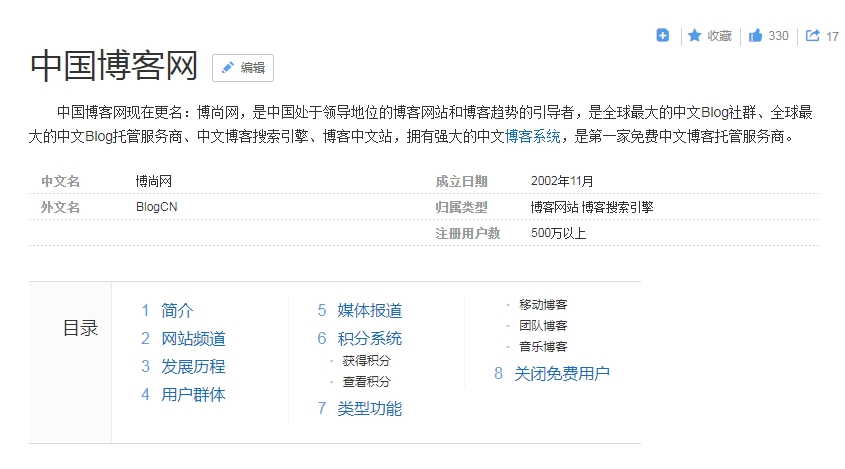 收藏 330 17
中国博客网 编辑
中国博客网现在更名：博尚网，是中国处于领导地位的博客网站和博客趋势的引导者，是全球最大的中文Blog社群、全球最
大的中文Blog托管服务商、中文博客搜索引擎、博客中文站，拥有强大的中文博客系统，是第一家免费中文博客托管服务商。
中文名 博尚网 成立日期 2002年11月
外文名 BlogCN 归属类型 博客网站 博客搜索引擎
注册用户数 500万以上
目录
1 简介
2 网站频道
3 发展历程
4 用户群体
5 媒体报道
6 积分系统
- 获得积分
- 查看积分
7 类型功能
- 移动博客
- 团队博客
- 音乐博客
8 关闭免费用户